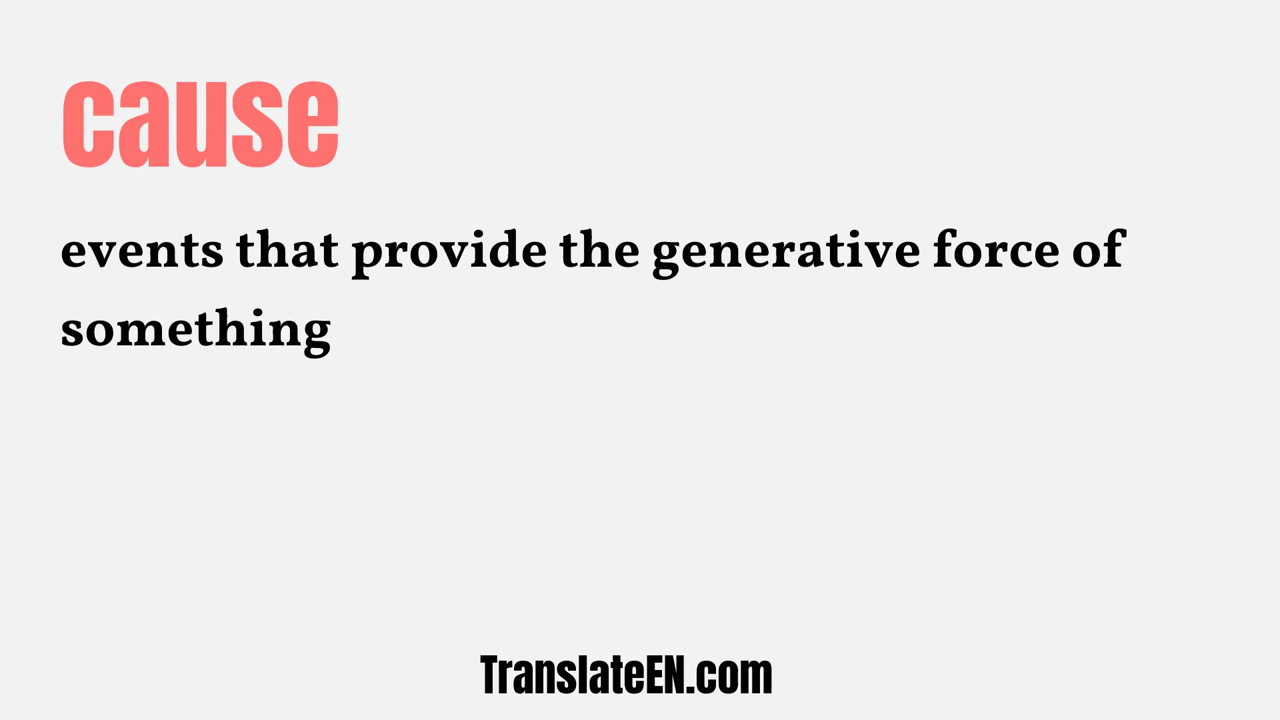 cause
events that provide the generative force of
something
TranslateEN.com